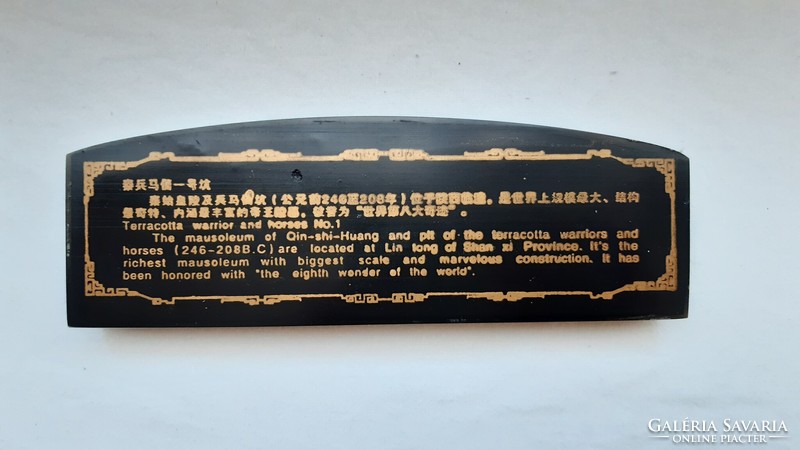 秦兵马俑一号坑
秦始皇陵及兵马俑坑（公元前246至208年）位于陕西临潼。是世界上规模最大、结构
最奇特、内涵最丰富的帝王陵墓。被誉为“世界第八大奇迹”。
Terracotta warrior and horses No.1
The mausoleum of Qin-shi-Huang and pit of the terracotta warriors and
horses (246-208B.C) are located at Lin tong of Shan xi Province. It's the
richest mausoleum with biggest scale and marvelous construction. It has
been honored with "the eighth wonder of the world".
GALÉRIA SAVARIA
ONLINE PIACTÉR